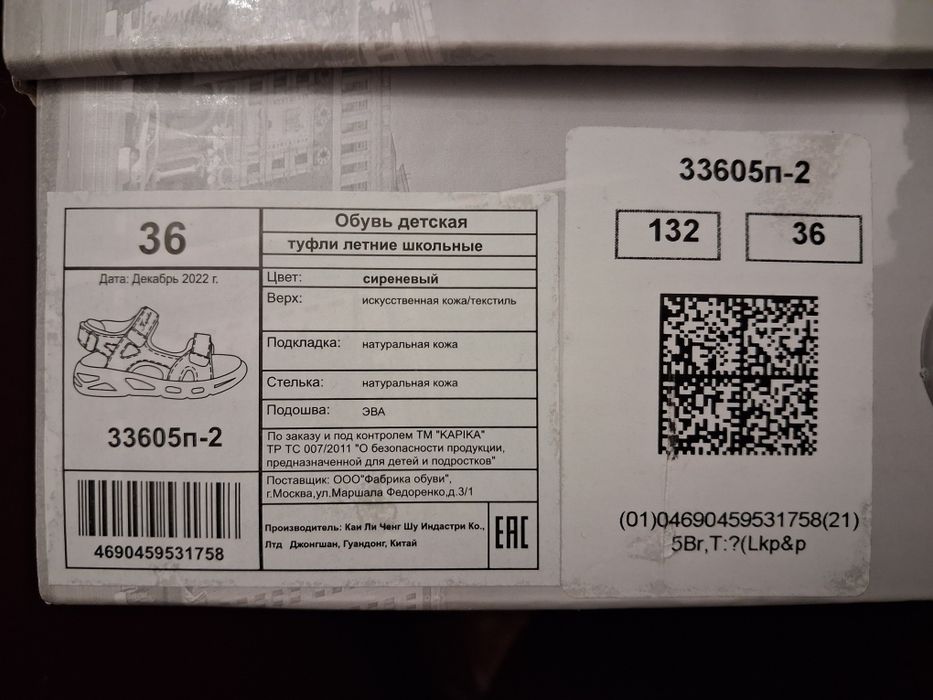 36
Дата: Декабрь 2022 г.
33605п-2
4690459531758
Обувь детская
туфли летние школьные
Цвет: сиреневый
Верх: искусственная кожа/текстиль
Подкладка: натуральная кожа
Стелька: натуральная кожа
Подошва: ЭВА
По заказу и под контролем ТМ "KAPIKA"
ТР ТС 007/2011 "О безопасности продукции,
предназначенной для детей и подростков"
Поставщик: ООО"Фабрика обуви",
г.Москва,ул.Маршала Федоренко,д.3/1
Производитель: Каи Ли Ченг Шу Индастри Ко.,
Лтд Джонгшан, Гуандонг, Китай
EAC
33605п-2
132 36
(01)04690459531758(21)
5Br,T:?(Lkp&p